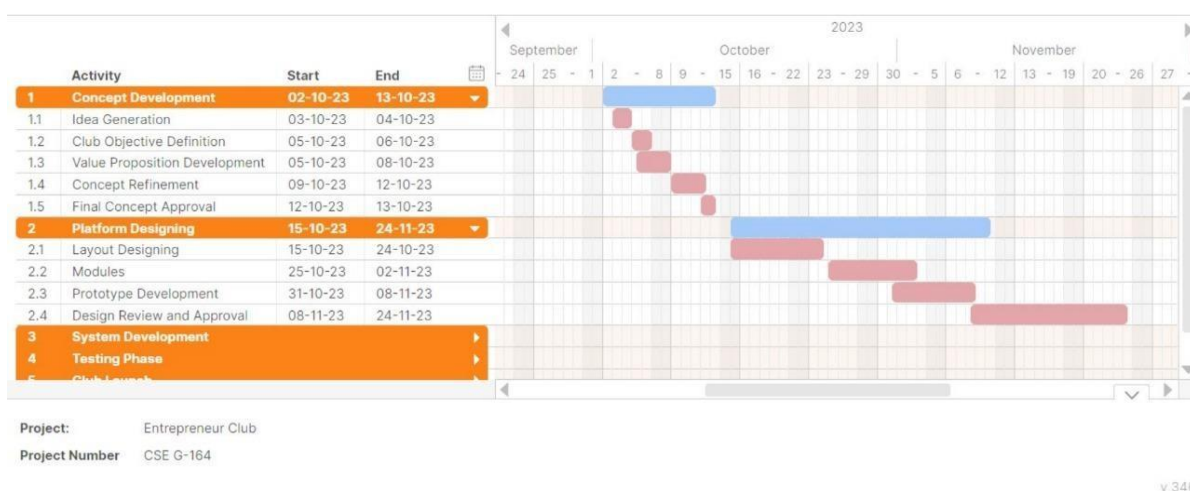 2023
September October November
Activity Start End - 24 25 - 1 2 - 8 9 - 15 16 - 22 23 - 29 30 - 5 6 - 12 13 - 19 20 - 26 27 -
1 Concept Development 02-10-23 13-10-23
1.1 Idea Generation 03-10-23 04-10-23
1.2 Club Objective Definition 05-10-23 06-10-23
1.3 Value Proposition Development 05-10-23 08-10-23
1.4 Concept Refinement 09-10-23 12-10-23
1.5 Final Concept Approval 12-10-23 13-10-23
2 Platform Designing 15-10-23 24-11-23
2.1 Layout Designing 15-10-23 24-10-23
2.2 Modules 25-10-23 02-11-23
2.3 Prototype Development 31-10-23 08-11-23
2.4 Design Review and Approval 08-11-23 24-11-23
3 System Development
4 Testing Phase
5 Club Launch
Project: Entrepreneur Club
Project Number CSE G-164